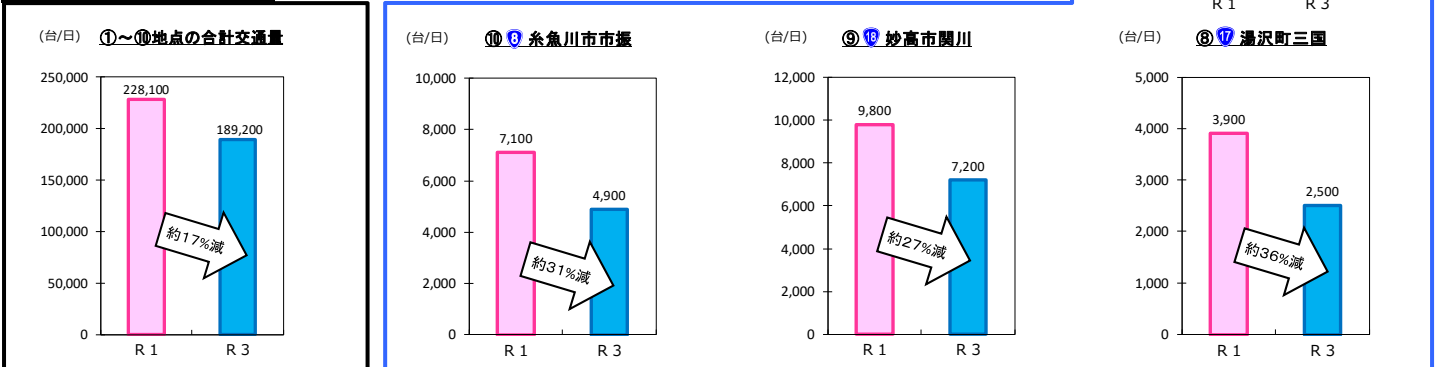 R 1 R 3
(台/日) ①～⑩地点の合計交通量
250,000
200,000
150,000
100,000
50,000
0
228,100
189,200
約17%減
R 1 R 3
(台/日) ⑩ 8 糸魚川市市振
10,000
8,000
6,000
4,000
2,000
0
7,100
4,900
約31%減
R 1 R 3
(台/日) ⑨ 18 妙高市関川
12,000
10,000
8,000
6,000
4,000
2,000
0
9,800
7,200
約27%減
R 1 R 3
(台/日) ⑧ 17 湯沢町三国
5,000
4,000
3,000
2,000
1,000
0
3,900
2,500
約36%減
R 1 R 3